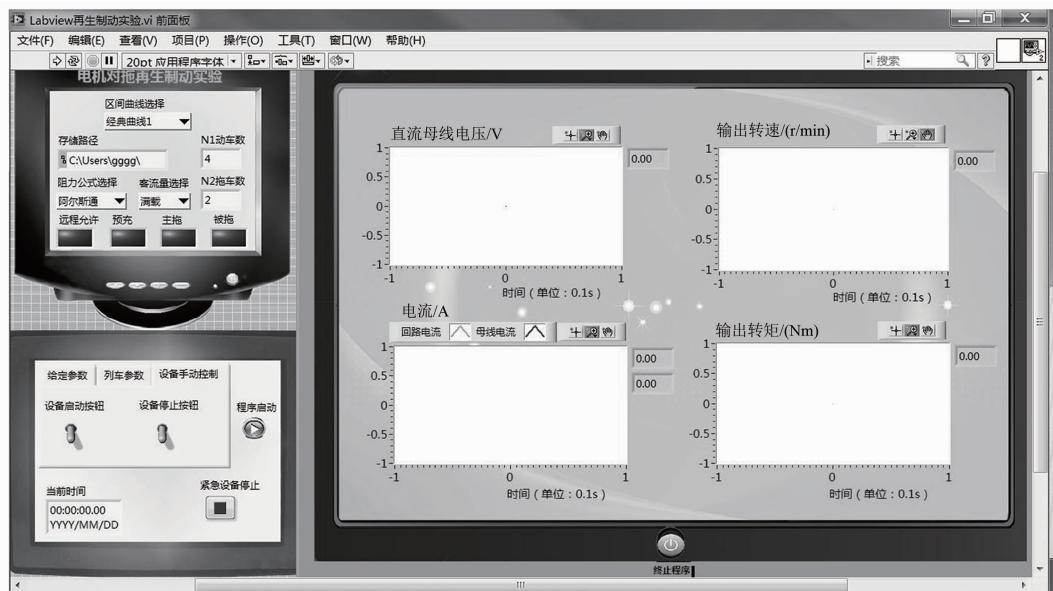 Labview再生制动实验.vi 前面板
文件(F) 编辑(E) 查看(V) 项目(P) 操作(O) 工具(T) 窗口(W) 帮助(H)
20pt 应用程序字体
搜索
2
电机对拖再生制动实验
区间曲线选择
经典曲线1
存储路径
N1动车数
C:\Users\gggg\
4
阻力公式选择 客流量选择 N2拖车数
阿尔斯通 满载 2
远程允许 预充 主拖 被拖
直流母线电压/V
0.00
1
0.5
0
-0.5
-1
-1 0 1
时间（单位：0.1s）
输出转速/(r/min)
0.00
1
0.5
0
-0.5
-1
-1 0 1
时间（单位：0.1s）
电流/A
回路电流 母线电流
0.00
0.00
1
0.5
0
-0.5
-1
-1 0 1
时间（单位：0.1s）
输出转矩/(Nm)
0.00
1
0.5
0
-0.5
-1
-1 0 1
时间（单位：0.1s）
给定参数 列车参数 设备手动控制
设备启动按钮 设备停止按钮
程序启动
当前时间
紧急设备停止
00:00:00.00
YYYY/MM/DD
终止程序